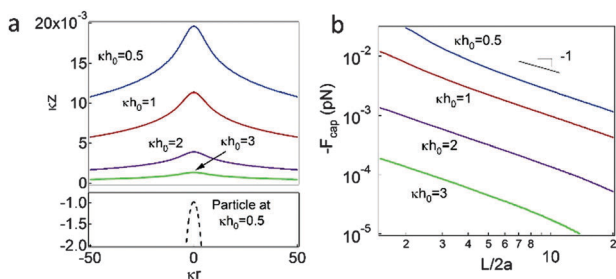 a
20x10⁻³
15
10
5
0
κz
κh₀=0.5
κh₀=1
κh₀=2
κh₀=3
-1.0
-1.5
-2.0
Particle at
κh₀=0.5
-50
0
50
κr
b
10⁻²
10⁻³
10⁻⁴
10⁻⁵
-F_cap (pN)
κh₀=0.5
-1
κh₀=1
κh₀=2
κh₀=3
2 3 4 5 6 7 8 10 2
L/2a